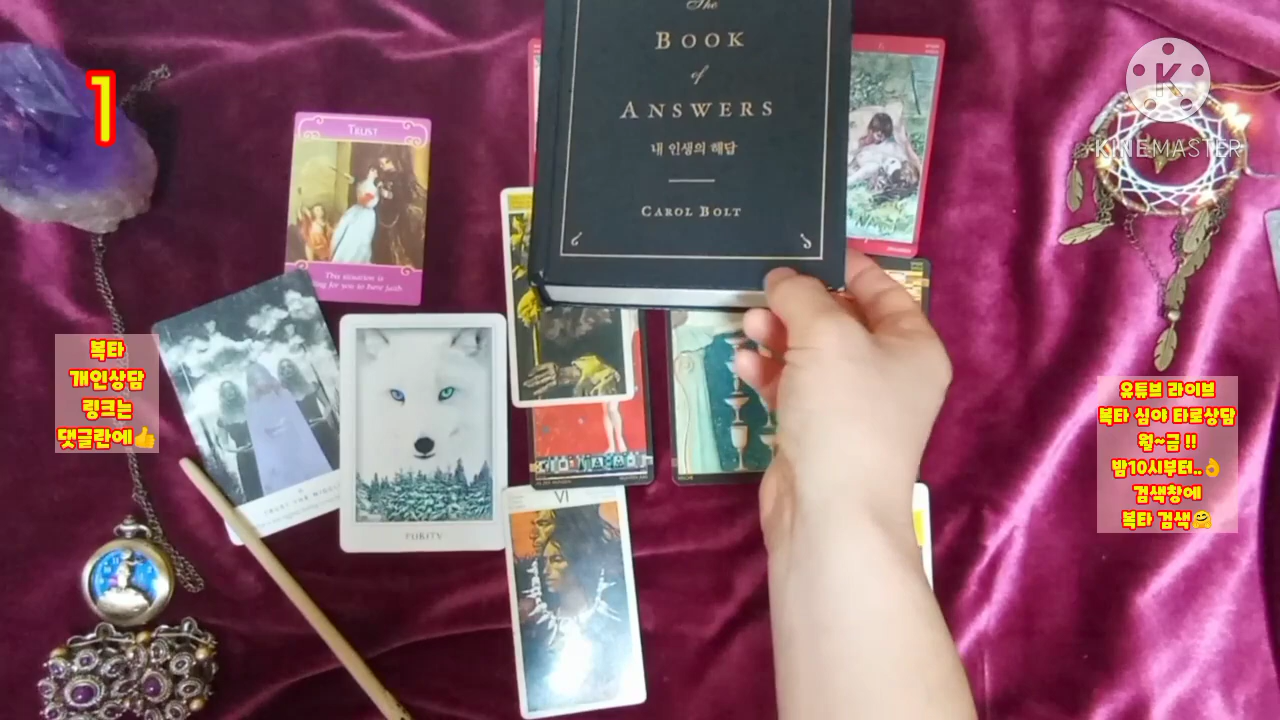 1
The
BOOK
of
ANSWERS
내 인생의 해답
CAROL BOLT
K
KINEMASTER
TRUST
This situation is
for you to have faith
복타
개인상담
링크는
댓글란에👍
유튜브 라이브
복타 심야 타로상담
월~금 !!
밤10시부터..👌
검색창에
복타 검색🤗
TRUST THE
PURITY
VI